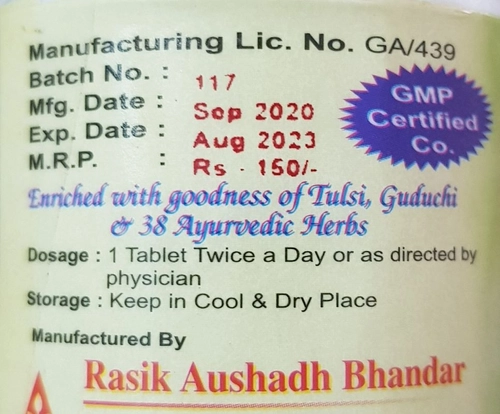 Manufacturing Lic. No. GA/439
Batch No. : 117
Mfg. Date : Sep 2020
Exp. Date : Aug 2023
M.R.P. : Rs - 150/-
GMP
Certified
Co.
Enriched with goodness of Tulsi, Guduchi
& 38 Ayurvedic Herbs
Dosage : 1 Tablet Twice a Day or as directed by
physician
Storage : Keep in Cool & Dry Place
Manufactured By
Rasik Aushadh Bhandar